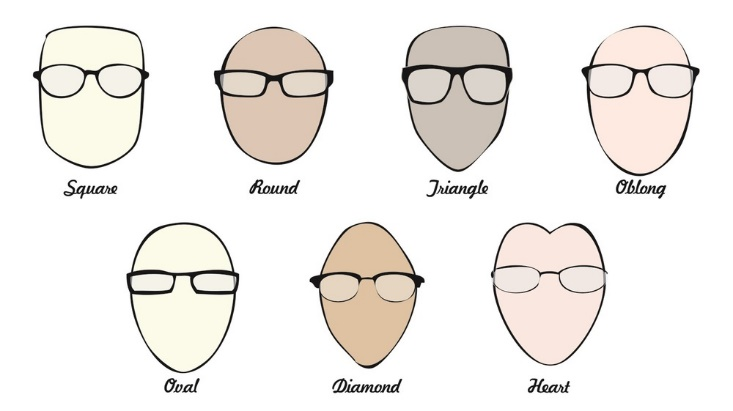 Square
Round
Triangle
Oblong
Oval
Diamond
Heart